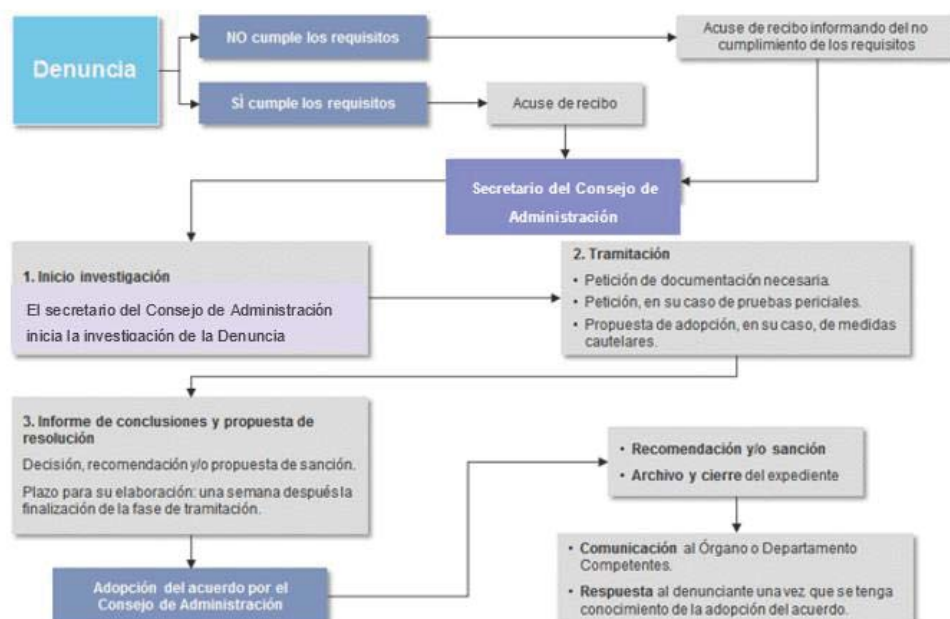 Denuncia
NO cumple los requisitos
Acuse de recibo informando del no
cumplimiento de los requisitos
SÌ cumple los requisitos
Acuse de recibo
Secretario del Consejo de
Administración
1. Inicio investigación
El secretario del Consejo de Administración
inicia la investigación de la Denuncia
2. Tramitación
• Petición de documentación necesaria.
• Petición, en su caso de pruebas periciales.
• Propuesta de adopción, en su caso, de medidas
cautelares.
3. Informe de conclusiones y propuesta de
resolución
Decisión, recomendación y/o propuesta de sanción.
Plazo para su elaboración: una semana después la
finalización de la fase de tramitación.
Adopción del acuerdo por el
Consejo de Administración
• Recomendación y/o sanción
• Archivo y cierre del expediente
• Comunicación al Órgano o Departamento
Competentes.
• Respuesta al denunciante una vez que se tenga
conocimiento de la adopción del acuerdo.